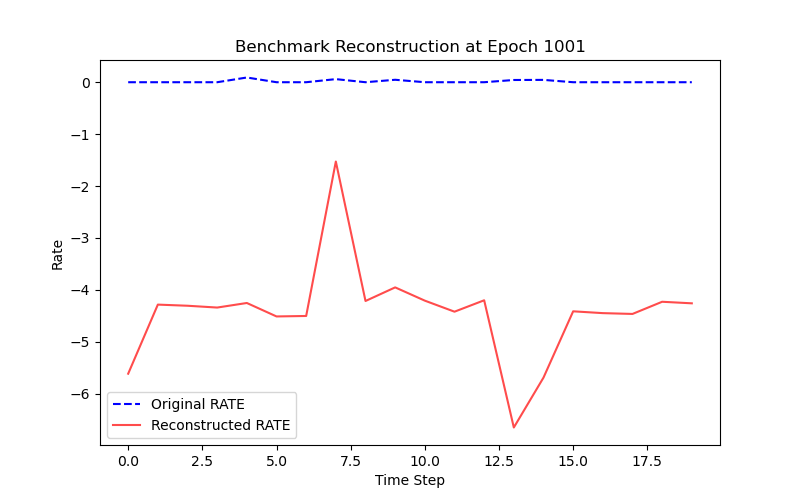 Benchmark Reconstruction at Epoch 1001
Rate
0
−1
−2
−3
−4
−5
−6
Original RATE
Reconstructed RATE
0.0 2.5 5.0 7.5 10.0 12.5 15.0 17.5
Time Step